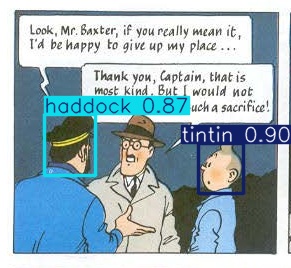 Look, Mr. Baxter, if you really mean it,
I'd be happy to give up my place ...
Thank you, Captain, that is
most kind. But I would not
uch a sacrifice!
haddock 0.87
tintin 0.90